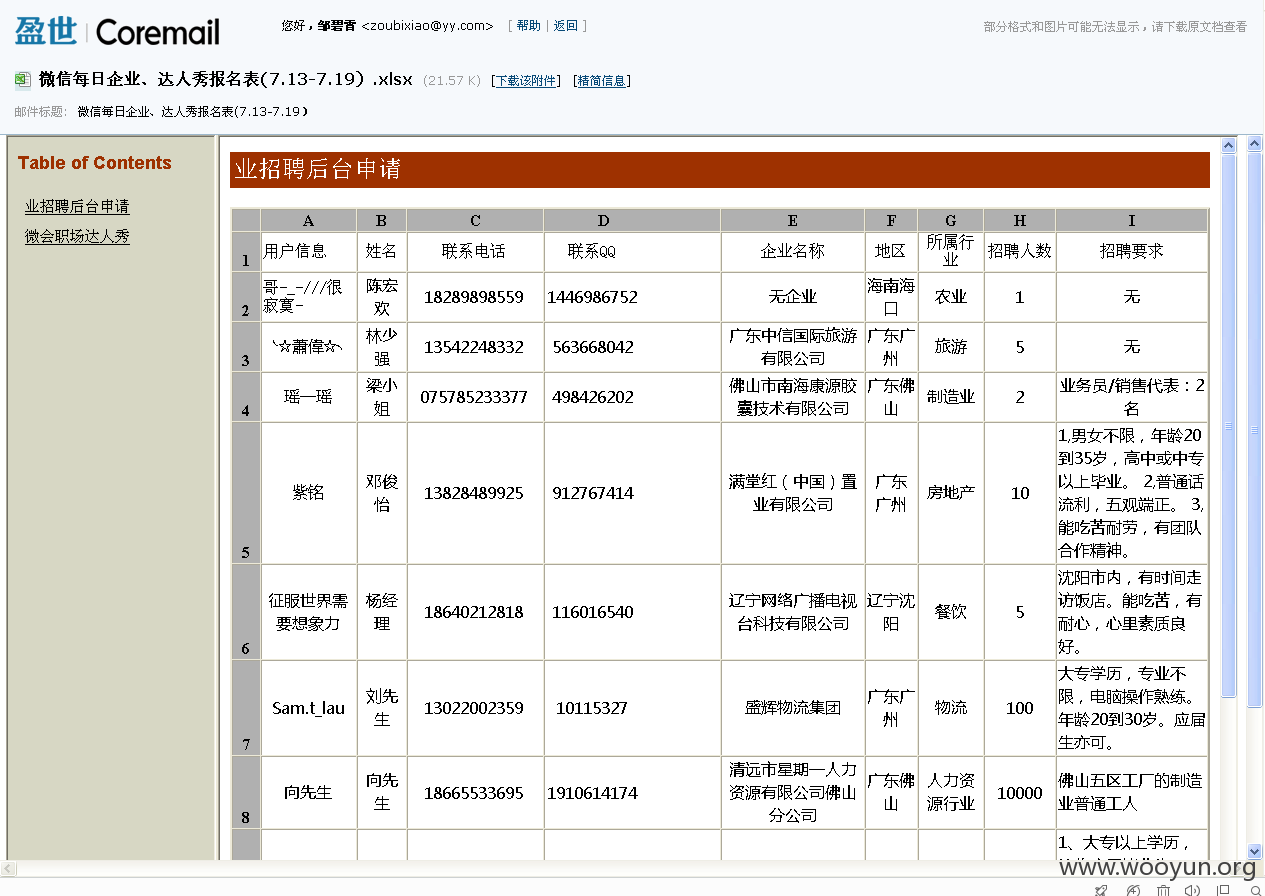 盈世 Coremail
您好，邹碧霄 <zoubixiao@yy.com> [ 帮助 | 返回 ]
部分格式和图片可能无法显示，请下载原文档查看
微信每日企业、达人秀报名表(7.13-7.19）.xlsx (21.57 K) [下载该附件] [精简信息]
邮件标题: 微信每日企业、达人秀报名表(7.13-7.19）
Table of Contents
业招聘后台申请
微会职场达人秀
业招聘后台申请
A B C D E F G H I
1 用户信息 姓名 联系电话 联系QQ 企业名称 地区 所属行业 招聘人数 招聘要求
2 哥-_-///很寂寞- 陈宏欢 18289898559 1446986752 无企业 海南海口 农业 1 无
3 ╰☆蕭偉☆╮ 林少强 13542248332 563668042 广东中信国际旅游有限公司 广东广州 旅游 5 无
4 瑶一瑶 梁小姐 075785233377 498426202 佛山市南海康源胶囊技术有限公司 广东佛山 制造业 2 业务员/销售代表：2名
5 紫铭 邓俊怡 13828489925 912767414 满堂红（中国）置业有限公司 广东广州 房地产 10 1,男女不限，年龄20到35岁，高中或中专以上毕业。 2,普通话流利，五观端正。 3,能吃苦耐劳，有团队合作精神。
6 征服世界需要想象力 杨经理 18640212818 116016540 辽宁网络广播电视台科技有限公司 辽宁沈阳 餐饮 5 沈阳市内，有时间走访饭店。能吃苦，有耐心，心里素质良好。
7 Sam.t_lau 刘先生 13022002359 10115327 盛辉物流集团 广东广州 物流 100 大专学历，专业不限，电脑操作熟练。年龄20到30岁。应届生亦可。
8 向先生 向先生 18665533695 1910614174 清远市星期一人力资源有限公司佛山分公司 广东佛山 人力资源行业 10000 佛山五区工厂的制造业普通工人
1、大专以上学历，
www.wooyun.org